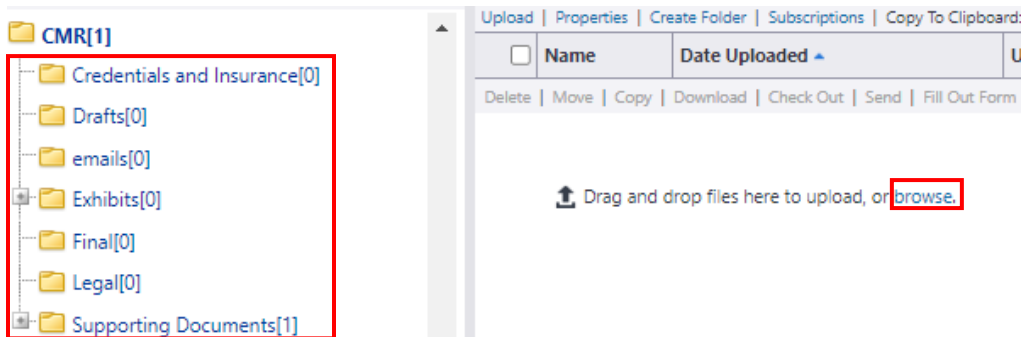 CMR[1]
Credentials and Insurance[0]
Drafts[0]
emails[0]
Exhibits[0]
Final[0]
Legal[0]
Supporting Documents[1]
Upload | Properties | Create Folder | Subscriptions | Copy To Clipboard:
Name Date Uploaded U
Delete | Move | Copy | Download | Check Out | Send | Fill Out Form
Drag and drop files here to upload, or browse.